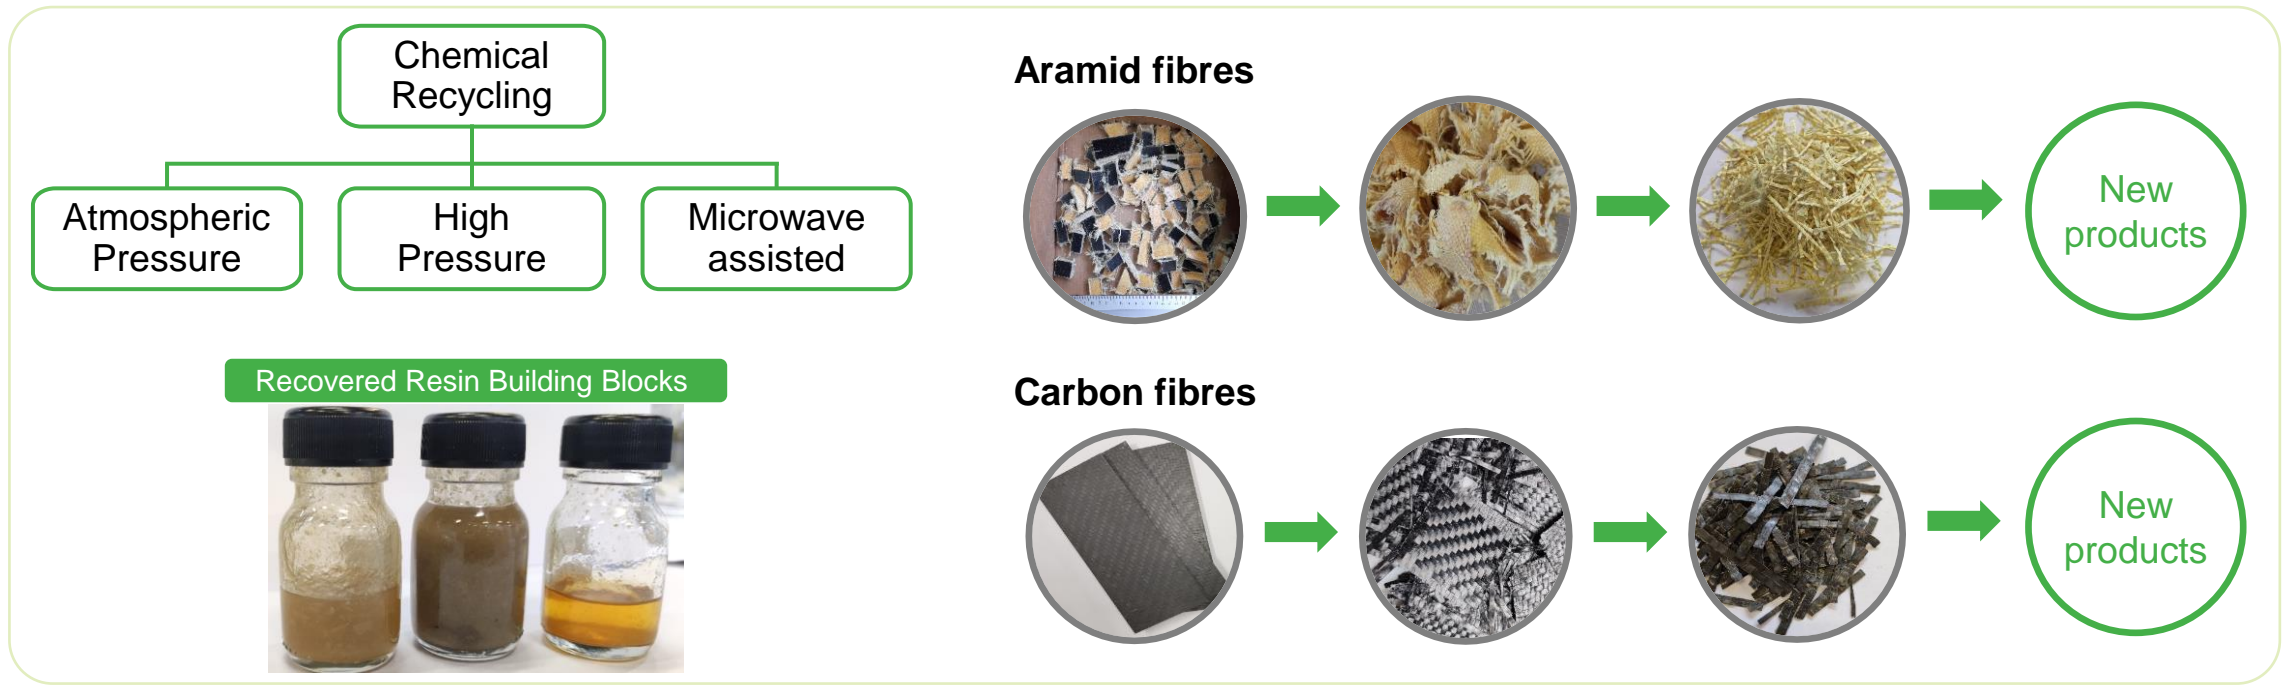 Chemical
Recycling
Atmospheric
Pressure
High
Pressure
Microwave
assisted
Recovered Resin Building Blocks
Aramid fibres
New
products
Carbon fibres
New
products